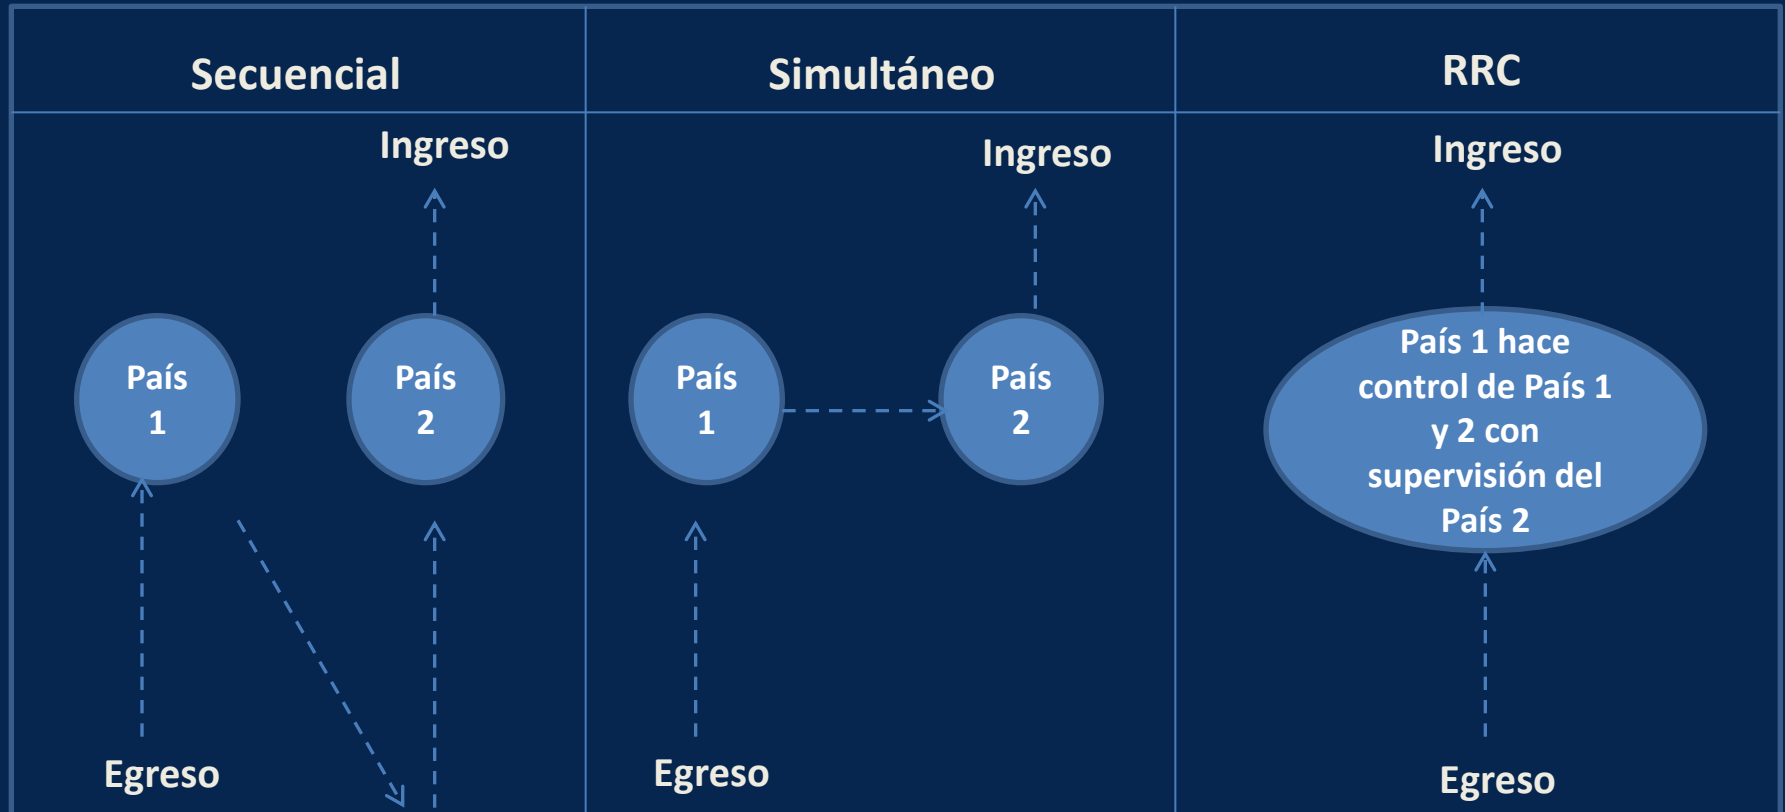 Secuencial
Simultáneo
RRC
Ingreso
Ingreso
Ingreso
País
1
País
2
País
1
País
2
País 1 hace
control de País 1
y 2 con
supervisión del
País 2
Egreso
Egreso
Egreso